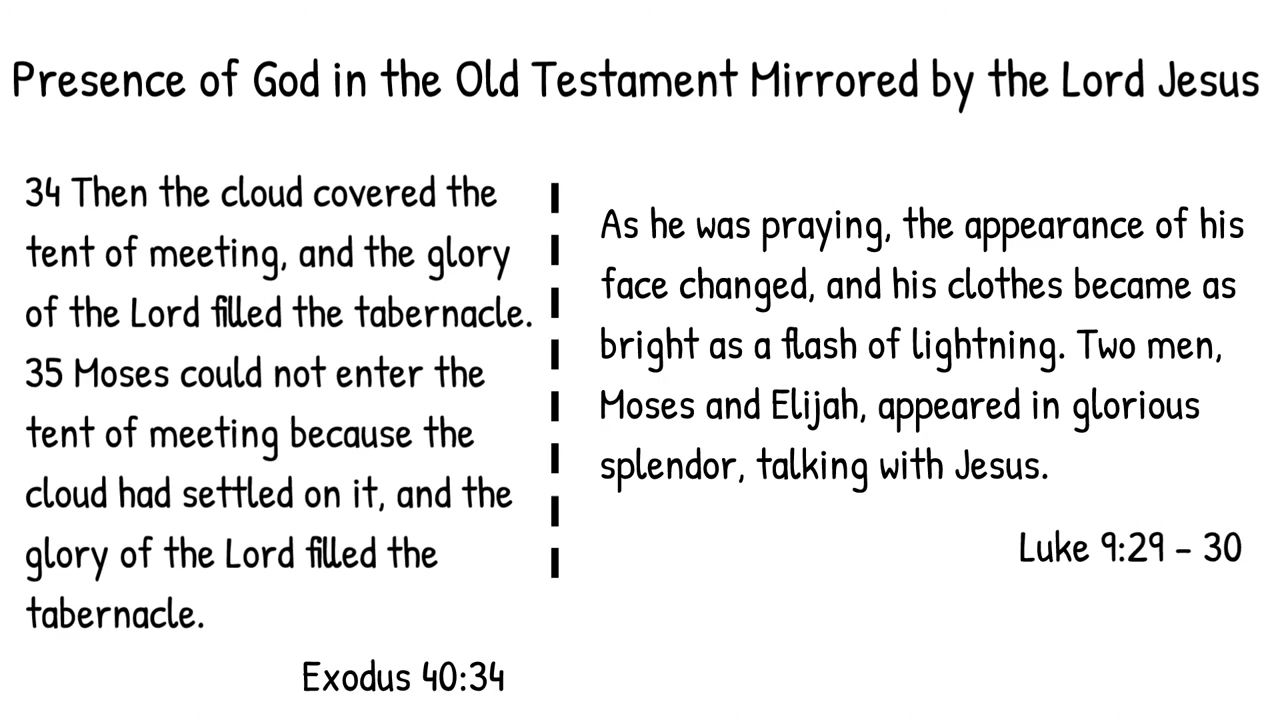 Presence of God in the Old Testament Mirrored by the Lord Jesus
34 Then the cloud covered the
tent of meeting, and the glory
of the Lord filled the tabernacle.
35 Moses could not enter the
tent of meeting because the
cloud had settled on it, and the
glory of the Lord filled the
tabernacle.
Exodus 40:34
As he was praying, the appearance of his
face changed, and his clothes became as
bright as a flash of lightning. Two men,
Moses and Elijah, appeared in glorious
splendor, talking with Jesus.
Luke 9:29 – 30